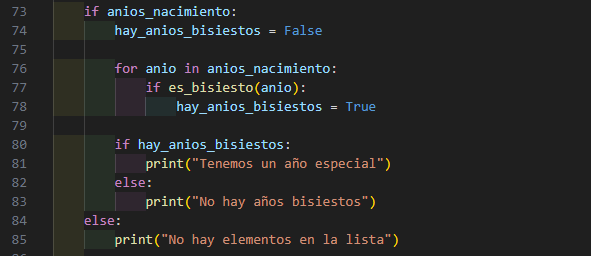 73 if anios_nacimiento:
74 hay_anios_bisiestos = False
75
76 for anio in anios_nacimiento:
77 if es_bisiesto(anio):
78 hay_anios_bisiestos = True
79
80 if hay_anios_bisiestos:
81 print("Tenemos un año especial")
82 else:
83 print("No hay años bisiestos")
84 else:
85 print("No hay elementos en la lista")